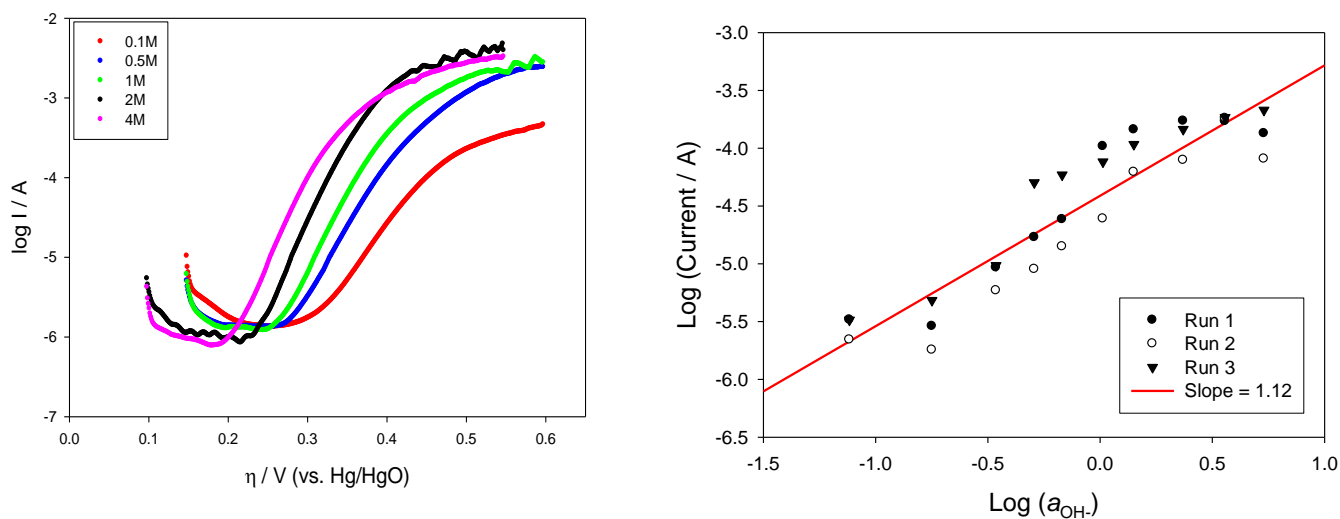 -2
-3
-4
-5
-6
-7
log I / A
0.1M
0.5M
1M
2M
4M
0.0 0.1 0.2 0.3 0.4 0.5 0.6
η / V (vs. Hg/HgO)
-3.0
-3.5
-4.0
-4.5
-5.0
-5.5
-6.0
-6.5
Log (Current / A)
Run 1
Run 2
Run 3
Slope = 1.12
-1.5 -1.0 -0.5 0.0 0.5 1.0
Log (aOH-)